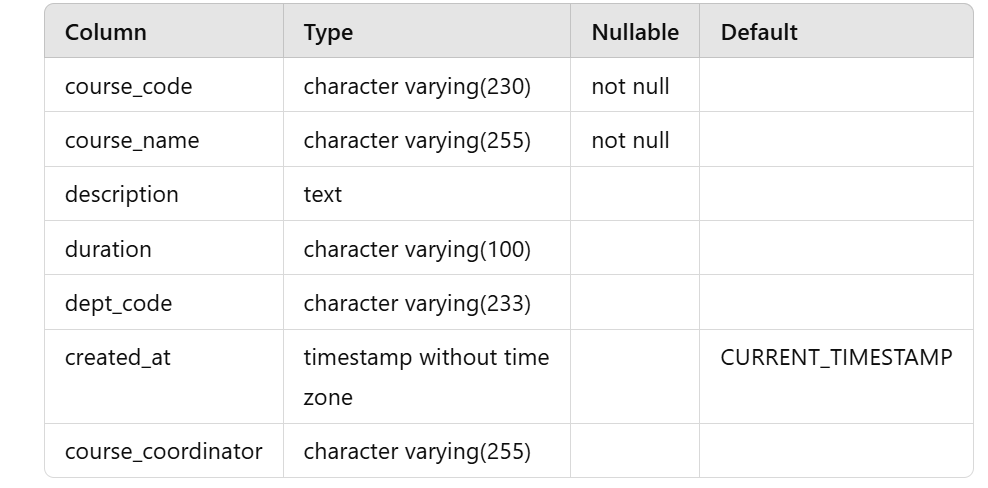 Column Type Nullable Default
course_code character varying(230) not null
course_name character varying(255) not null
description text
duration character varying(100)
dept_code character varying(233)
created_at timestamp without time zone CURRENT_TIMESTAMP
course_coordinator character varying(255)